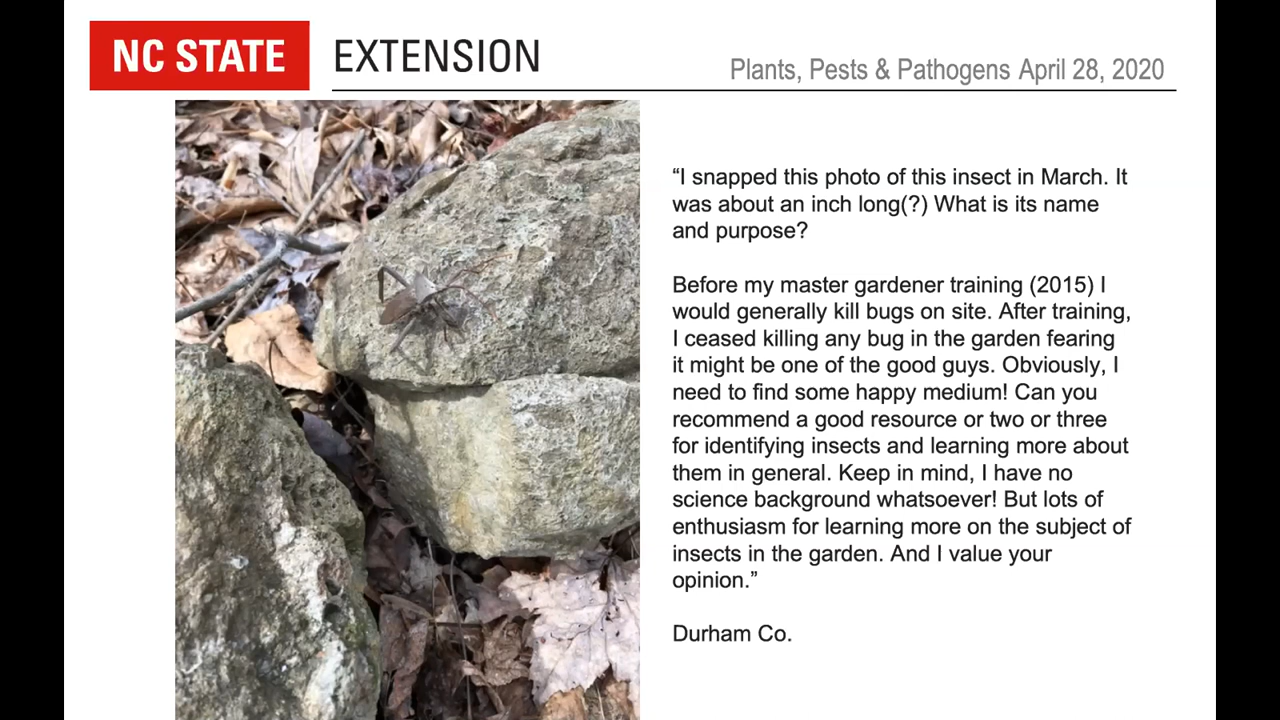 NC STATE EXTENSION
Plants, Pests & Pathogens April 28, 2020
“I snapped this photo of this insect in March. It
was about an inch long(?) What is its name
and purpose?
Before my master gardener training (2015) I
would generally kill bugs on site. After training,
I ceased killing any bug in the garden fearing
it might be one of the good guys. Obviously, I
need to find some happy medium! Can you
recommend a good resource or two or three
for identifying insects and learning more about
them in general. Keep in mind, I have no
science background whatsoever! But lots of
enthusiasm for learning more on the subject of
insects in the garden. And I value your
opinion.”
Durham Co.